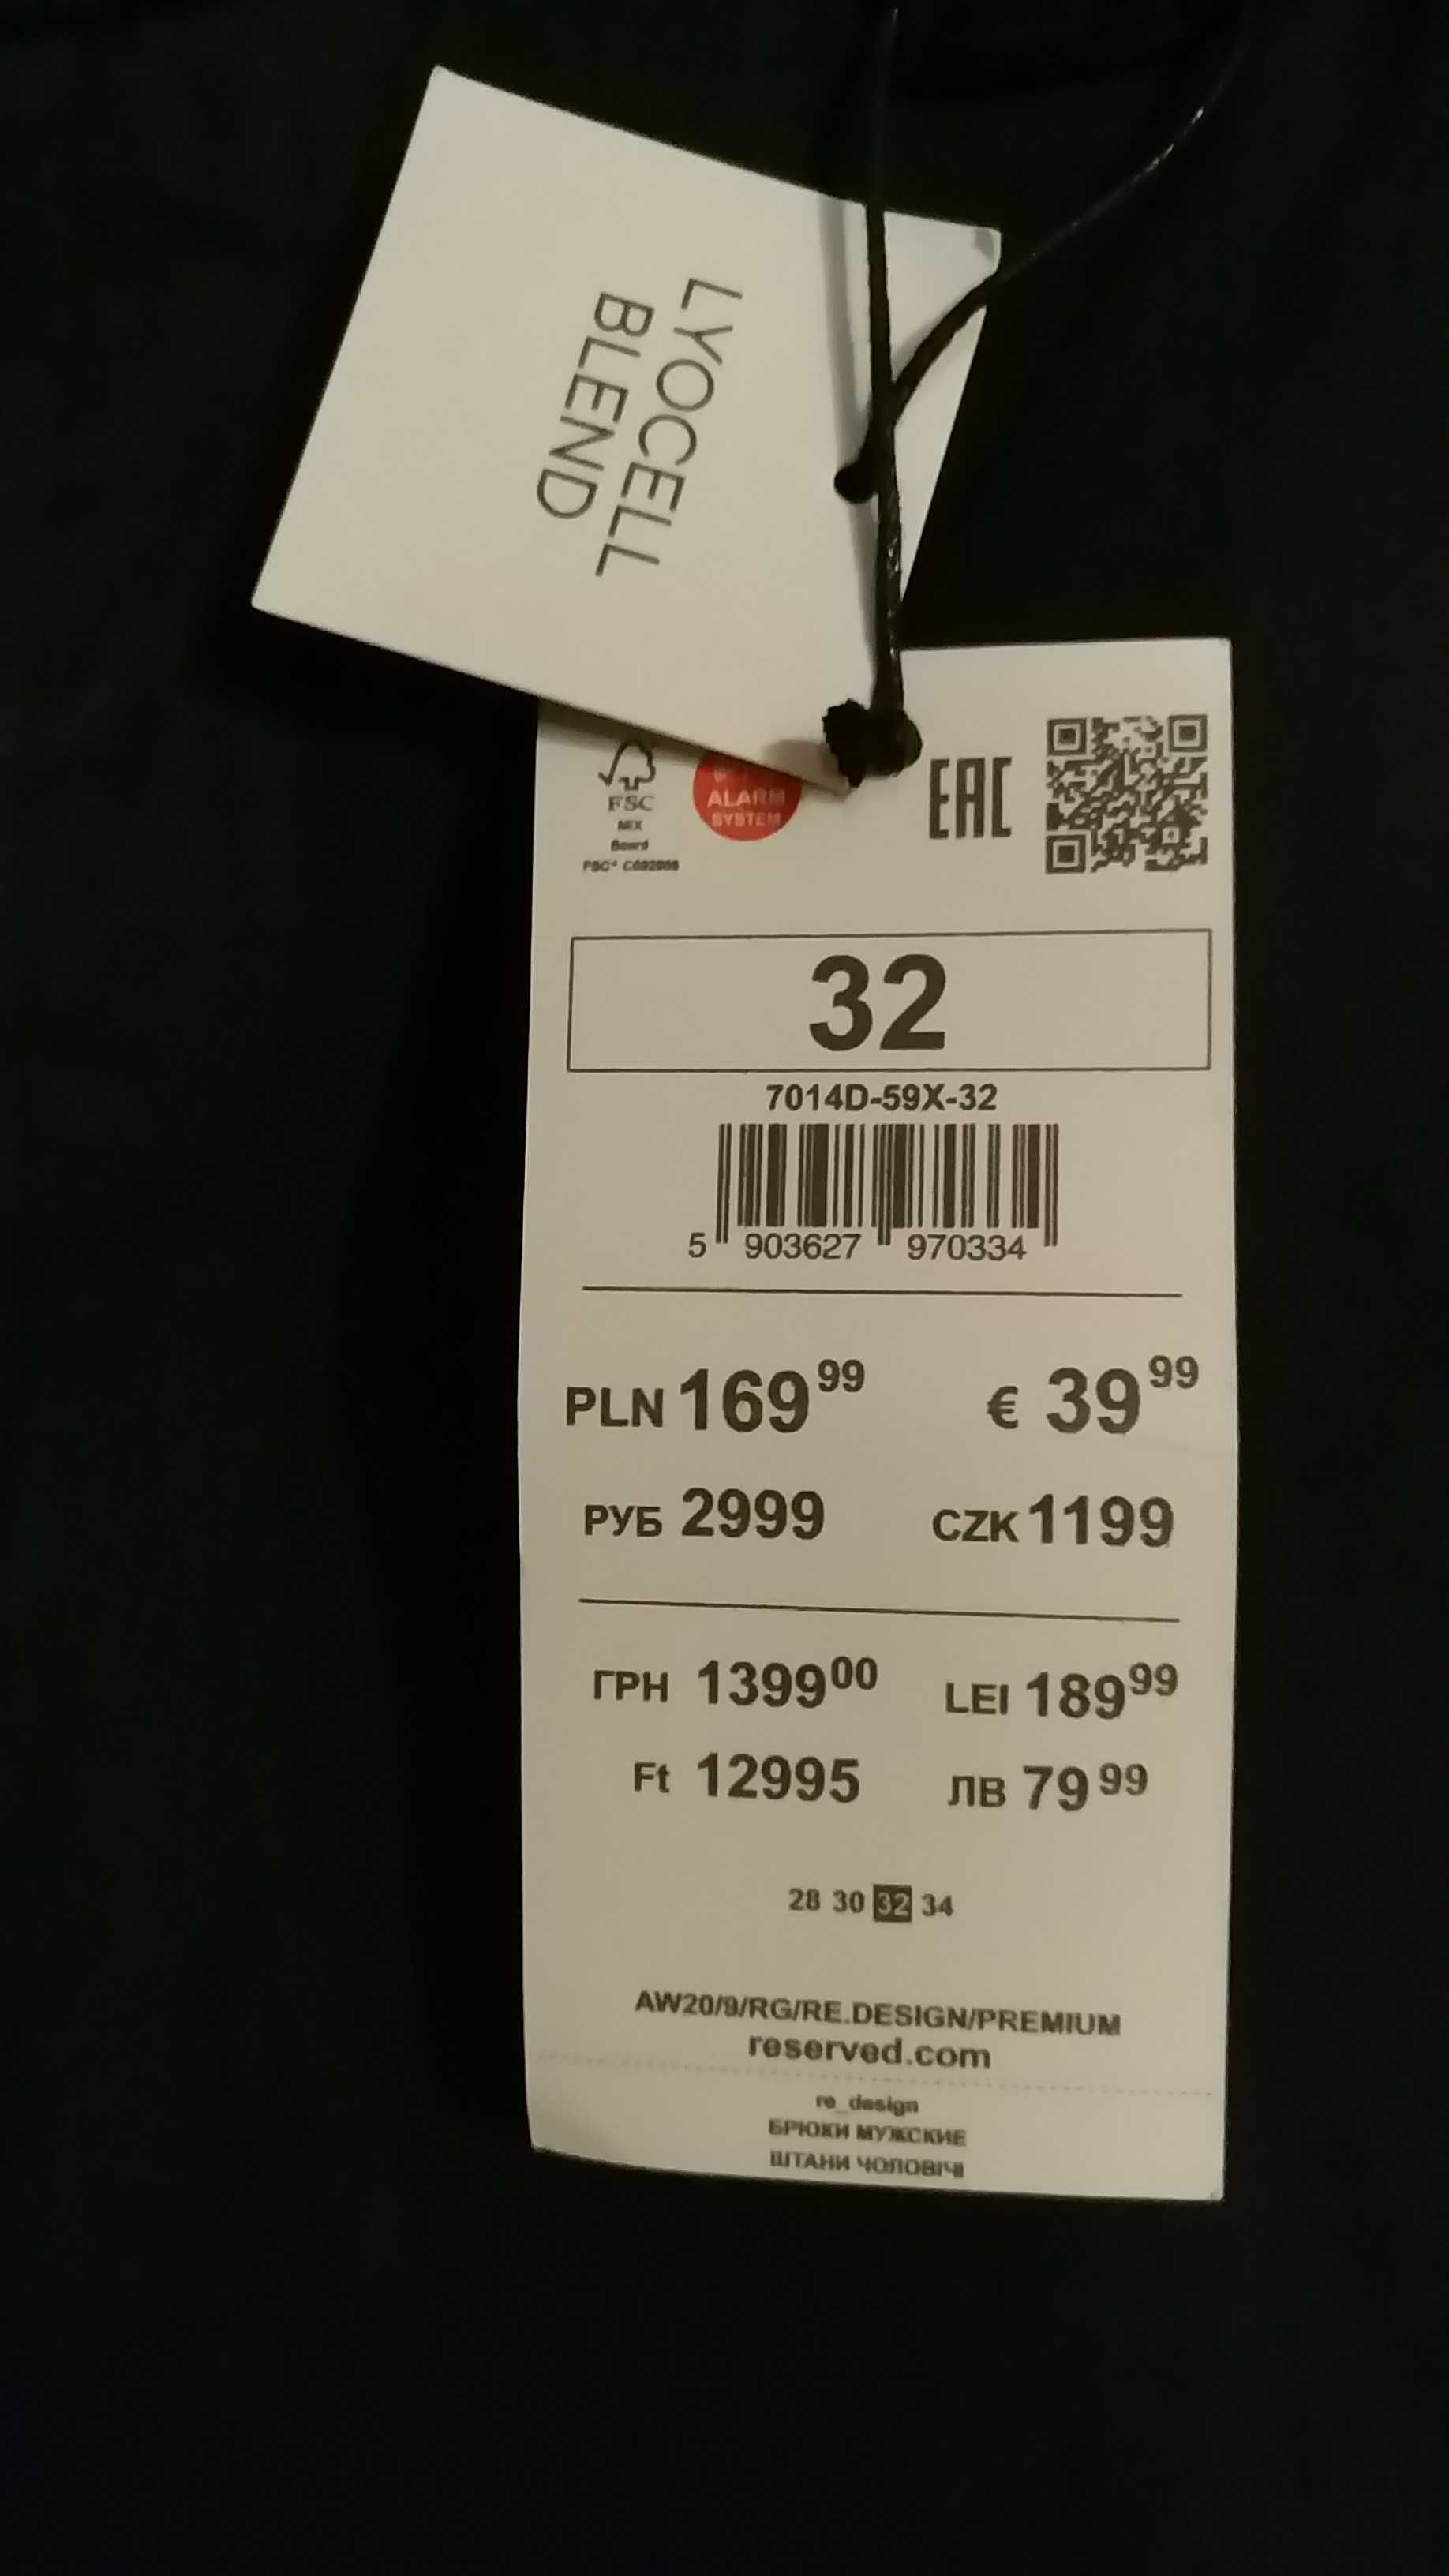 LYOCELL
BLEND
FSC
MIX
Board
ALARM
SYSTEM
EAC
32
7014D-59X-32
5 903627 970334
PLN 169 99 € 39 99
РУБ 2999 CZK 1199
ГРН 1399 00 LEI 189 99
Ft 12995 ЛВ 79 99
28 30 32 34
AW20/9/RG/RE.DESIGN/PREMIUM
reserved.com
re_design
БРЮКИ МУЖСКИЕ
ШТАНИ ЧОЛОВІЧІ